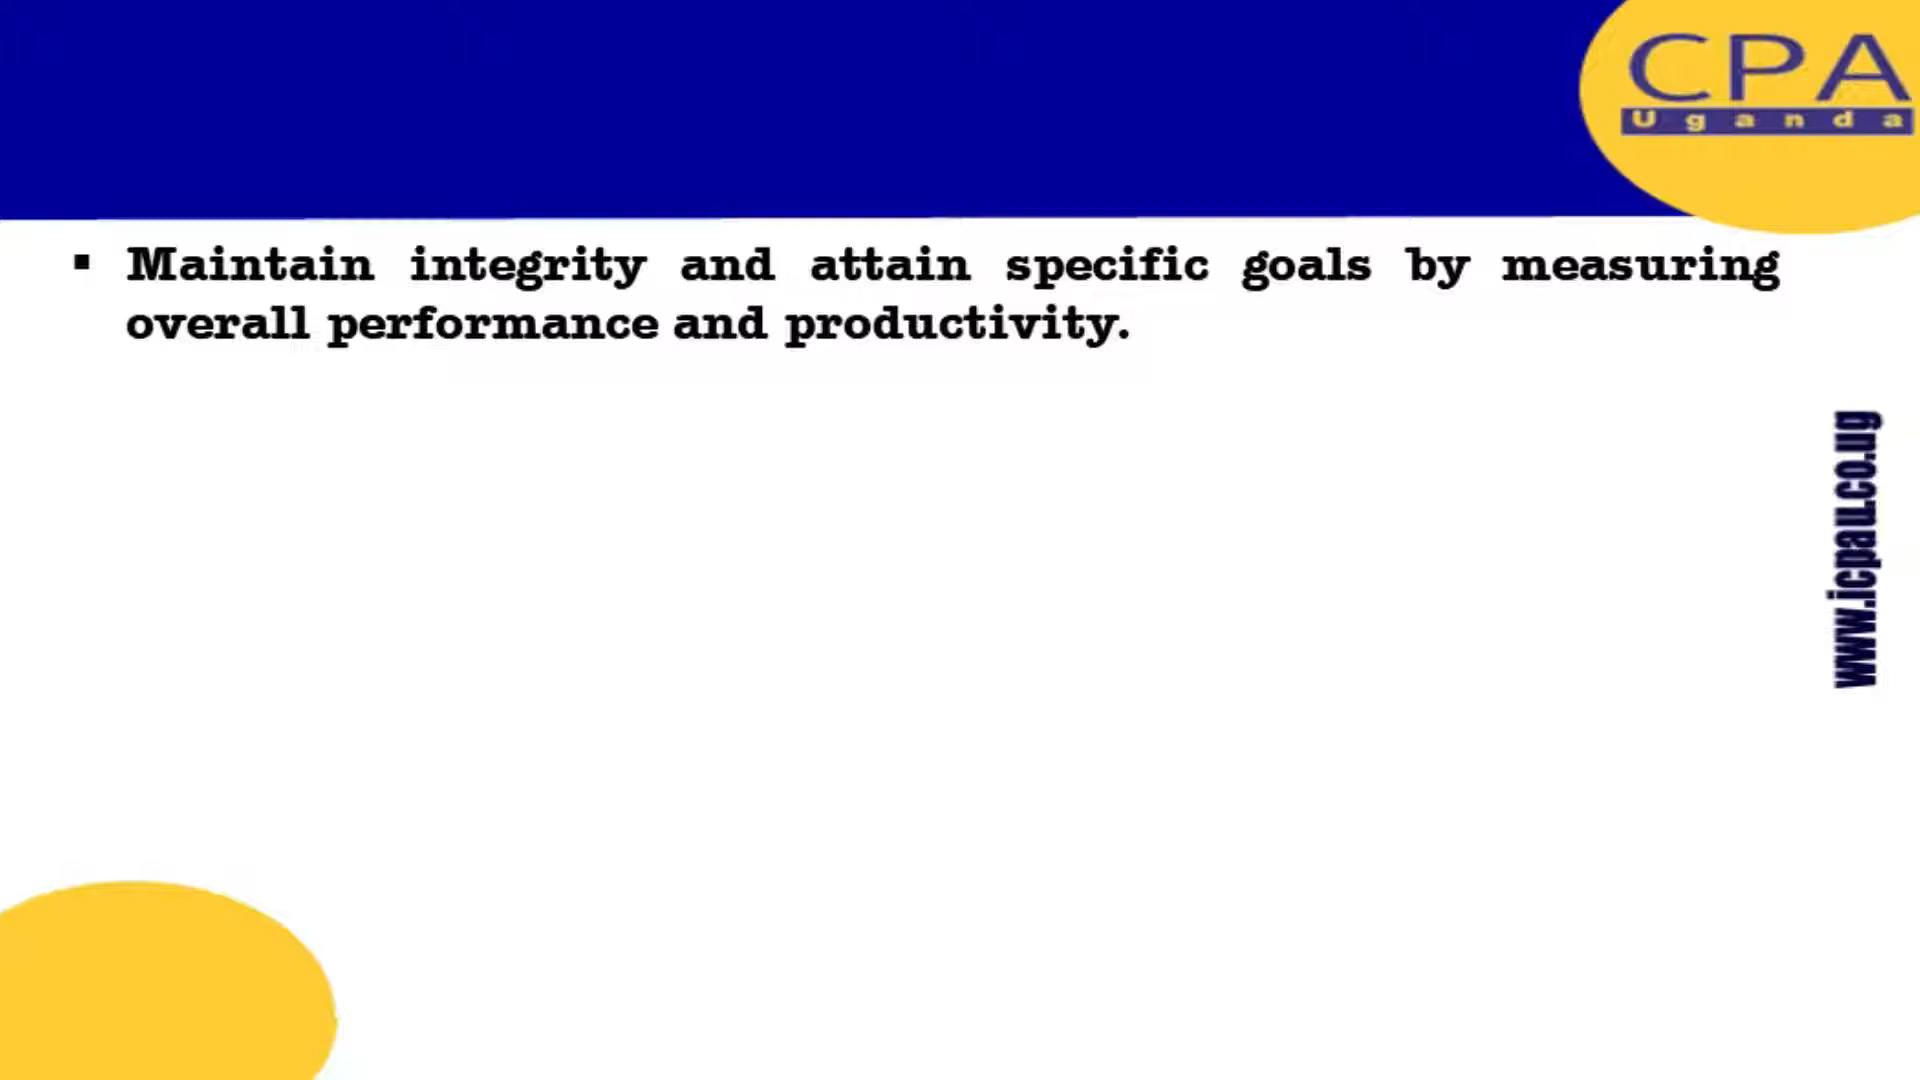 CPA
Uganda
▪ Maintain integrity and attain specific goals by measuring
overall performance and productivity.
www.icpau.co.ug